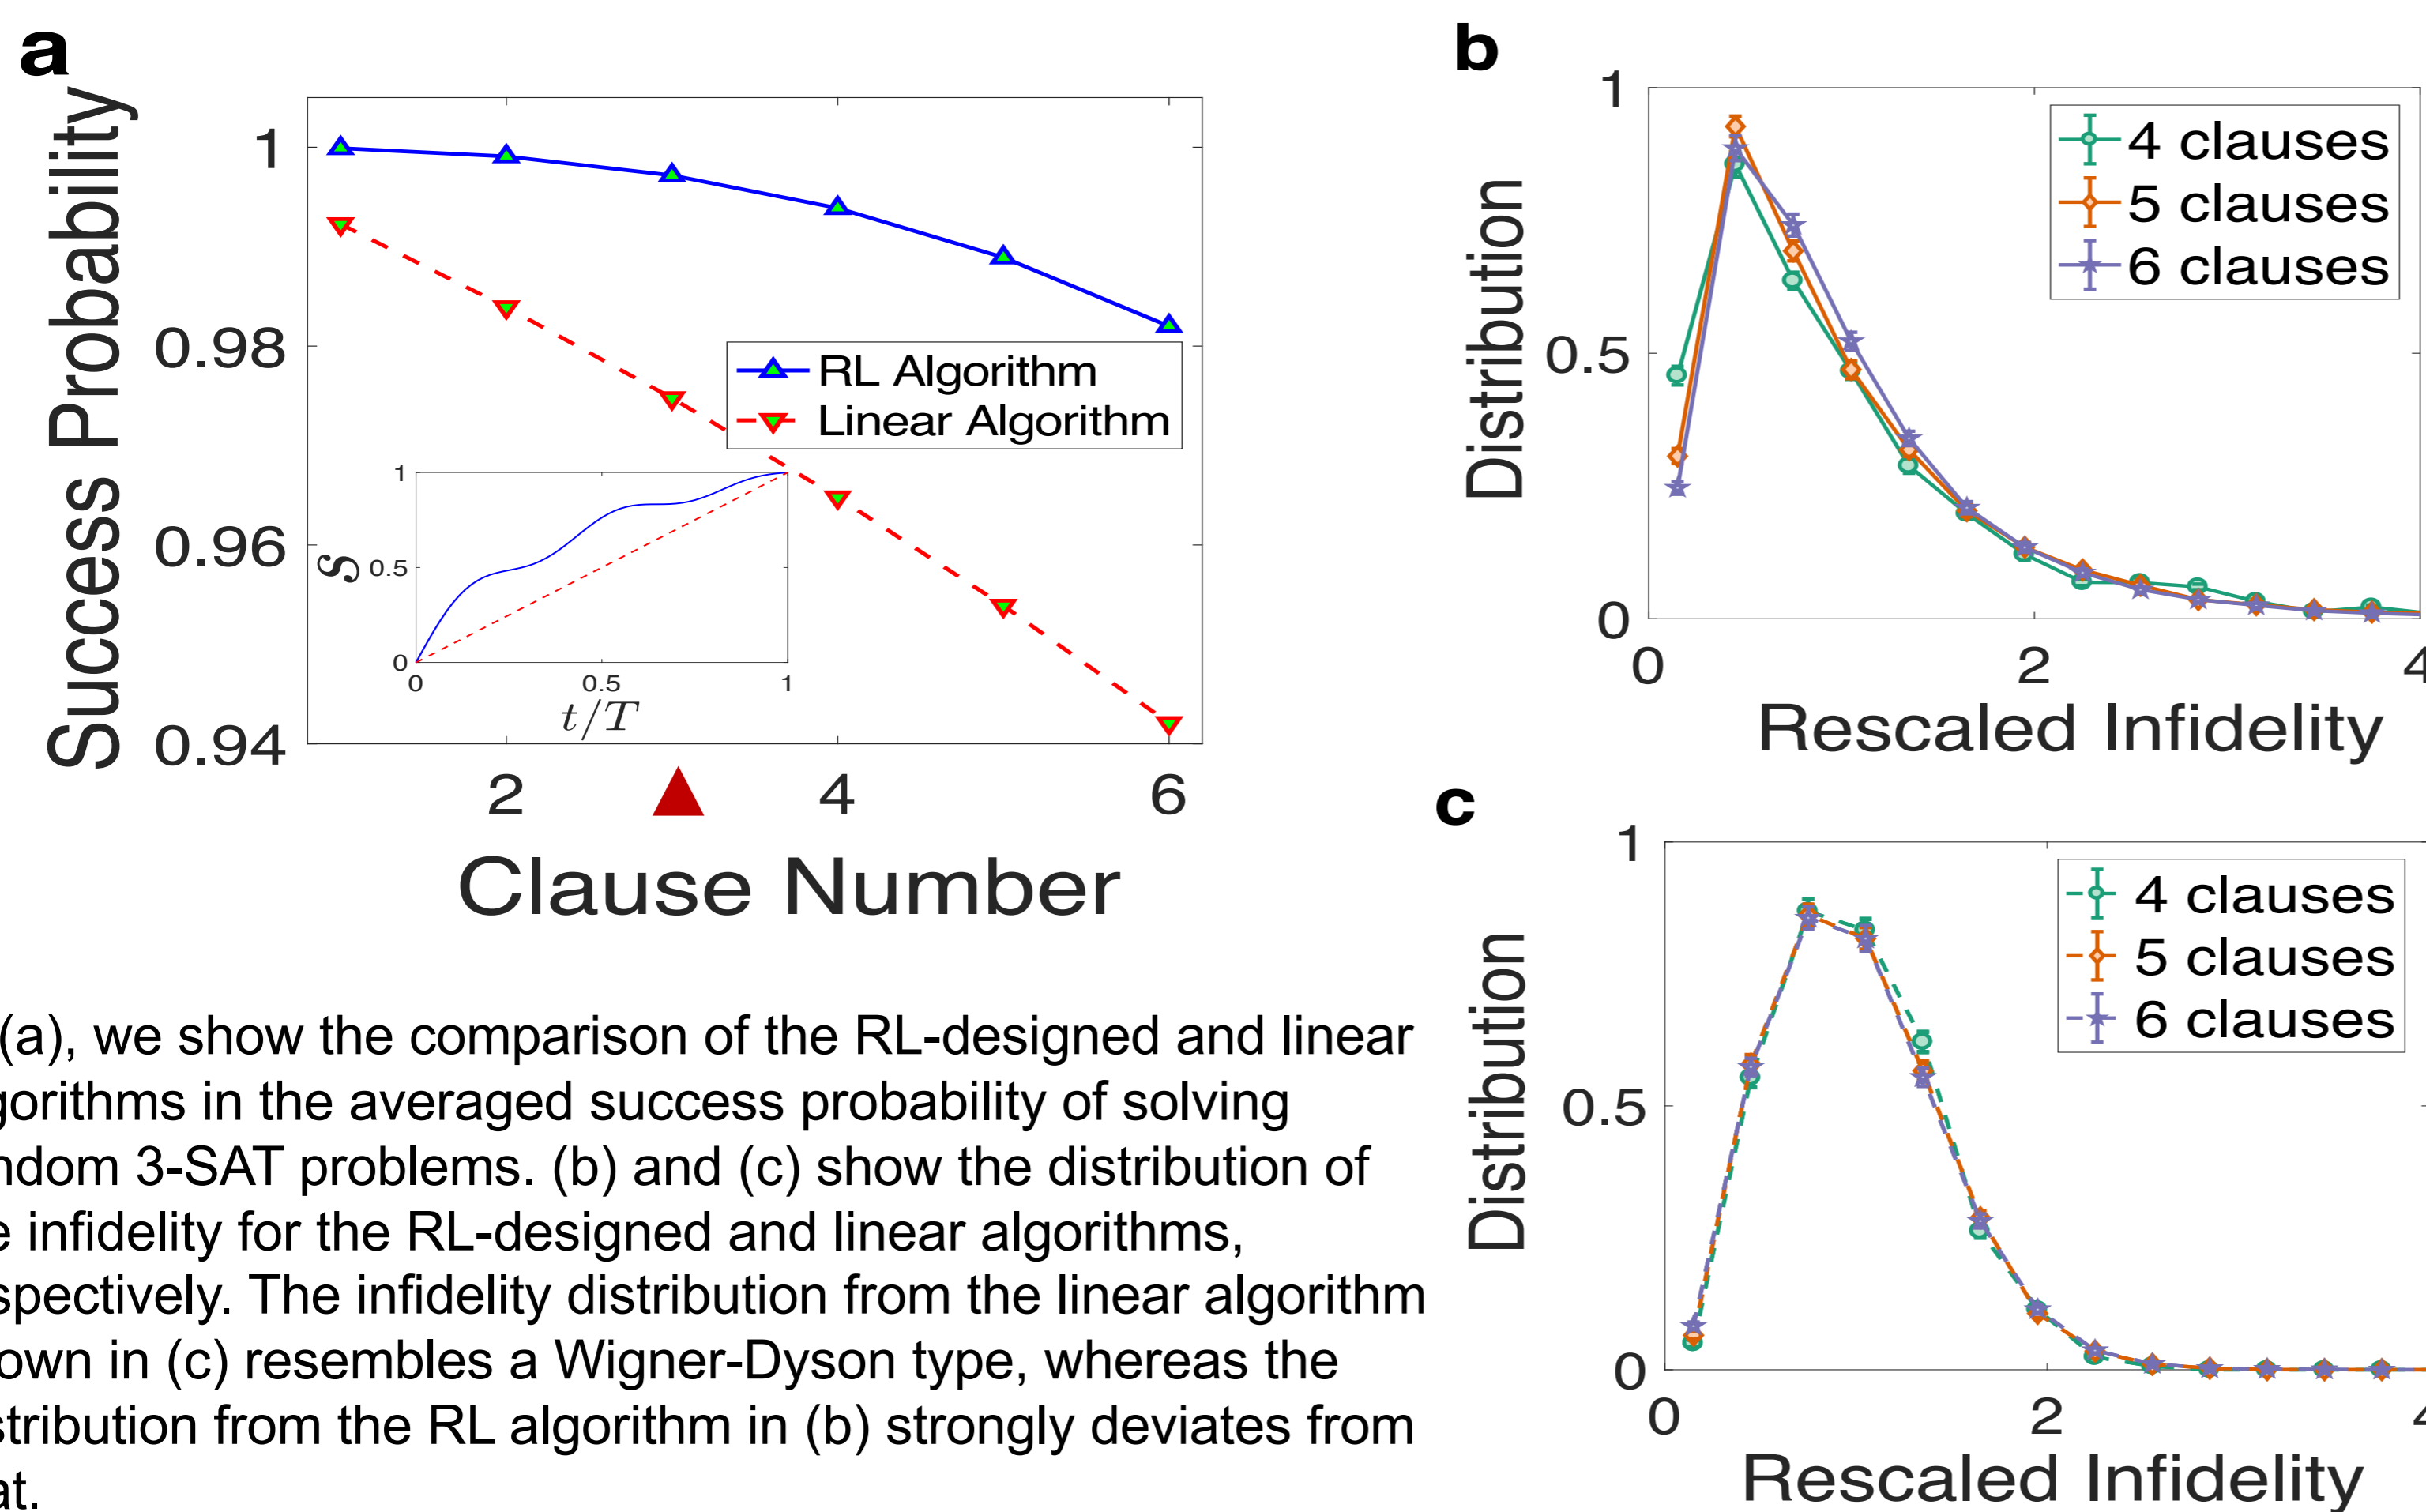 a
Success Probability
1
0.98
0.96
0.94
RL Algorithm
Linear Algorithm
S
1
0.5
0
0 0.5 1
t/T
2 4 6
Clause Number
b
Distribution
1
0.5
0
4 clauses
5 clauses
6 clauses
0 2 4
Rescaled Infidelity
c
Distribution
1
0.5
0
4 clauses
5 clauses
6 clauses
0 2 4
Rescaled Infidelity
(a), we show the comparison of the RL-designed and linear
gorithms in the averaged success probability of solving
ndom 3-SAT problems. (b) and (c) show the distribution of
e infidelity for the RL-designed and linear algorithms,
spectively. The infidelity distribution from the linear algorithm
own in (c) resembles a Wigner-Dyson type, whereas the
stribution from the RL algorithm in (b) strongly deviates from
at.